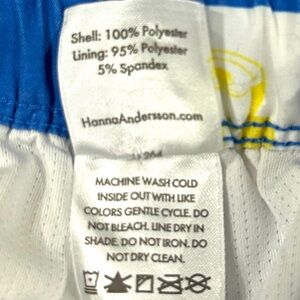 Shell: 100% Polyester
Lining: 95% Polyester
5% Spandex
HannaAndersson.com
MACHINE WASH COLD
INSIDE OUT WITH LIKE
COLORS GENTLE CYCLE. DO
NOT BLEACH. LINE DRY IN
SHADE. DO NOT IRON. DO
NOT DRY CLEAN.